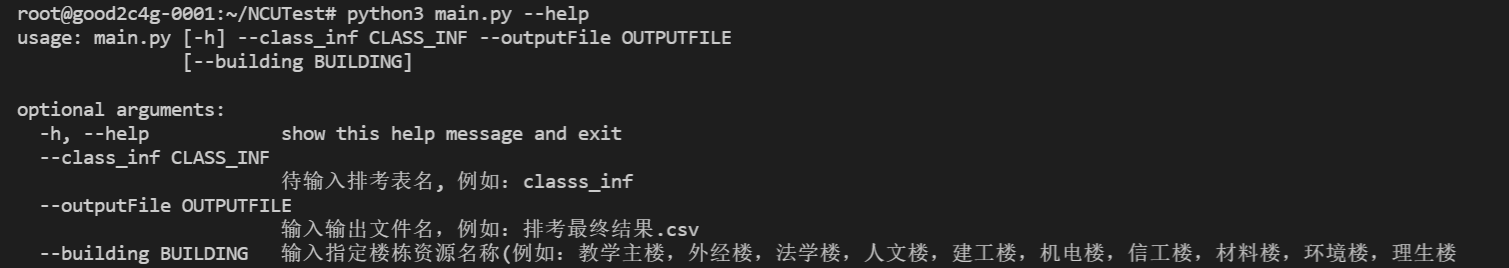 root@good2c4g-0001:~/NCUTest# python3 main.py --help
usage: main.py [-h] --class_inf CLASS_INF --outputFile OUTPUTFILE
[--building BUILDING]
optional arguments:
-h, --help show this help message and exit
--class_inf CLASS_INF
待输入排考表名, 例如：classs_inf
--outputFile OUTPUTFILE
输入输出文件名，例如：排考最终结果.csv
--building BUILDING 输入指定楼栋资源名称(例如：教学主楼，外经楼，法学楼，人文楼，建工楼，机电楼，信工楼，材料楼，环境楼，理生楼